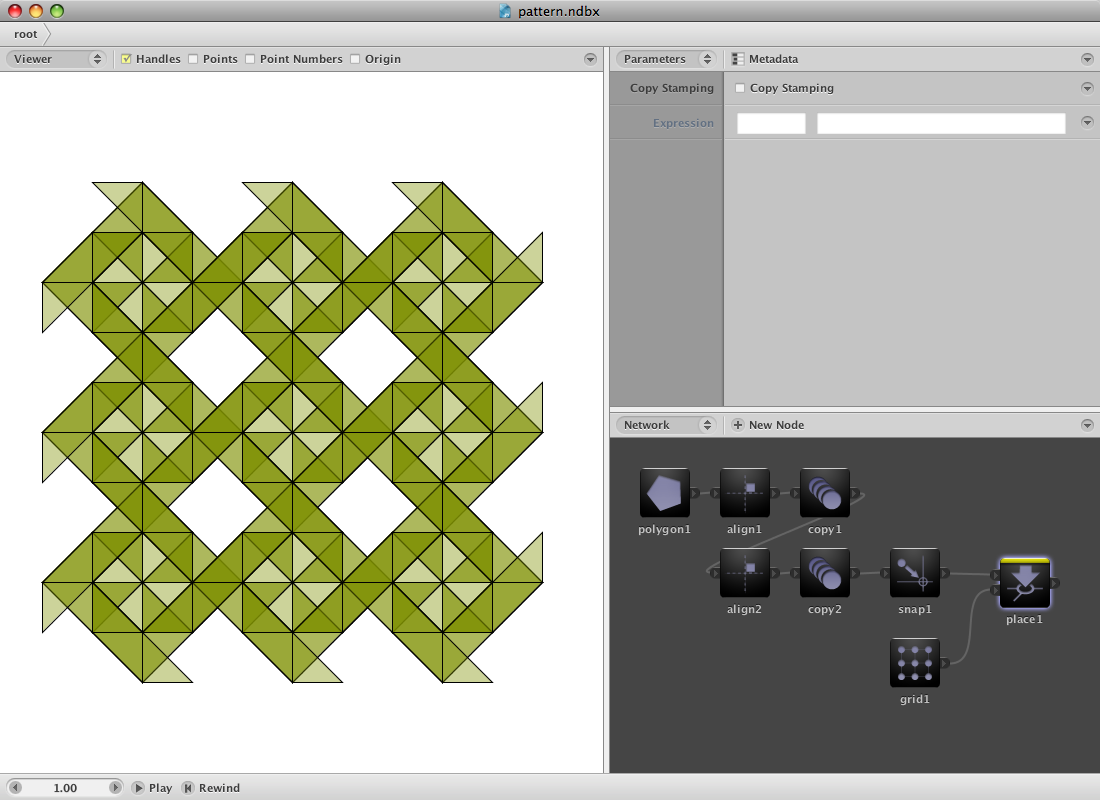 pattern.ndbx
root
Viewer Handles Points Point Numbers Origin
Parameters Metadata
Copy Stamping Copy Stamping
Expression
Network New Node
polygon1 align1 copy1
align2 copy2 snap1 place1
grid1
1.00 Play Rewind